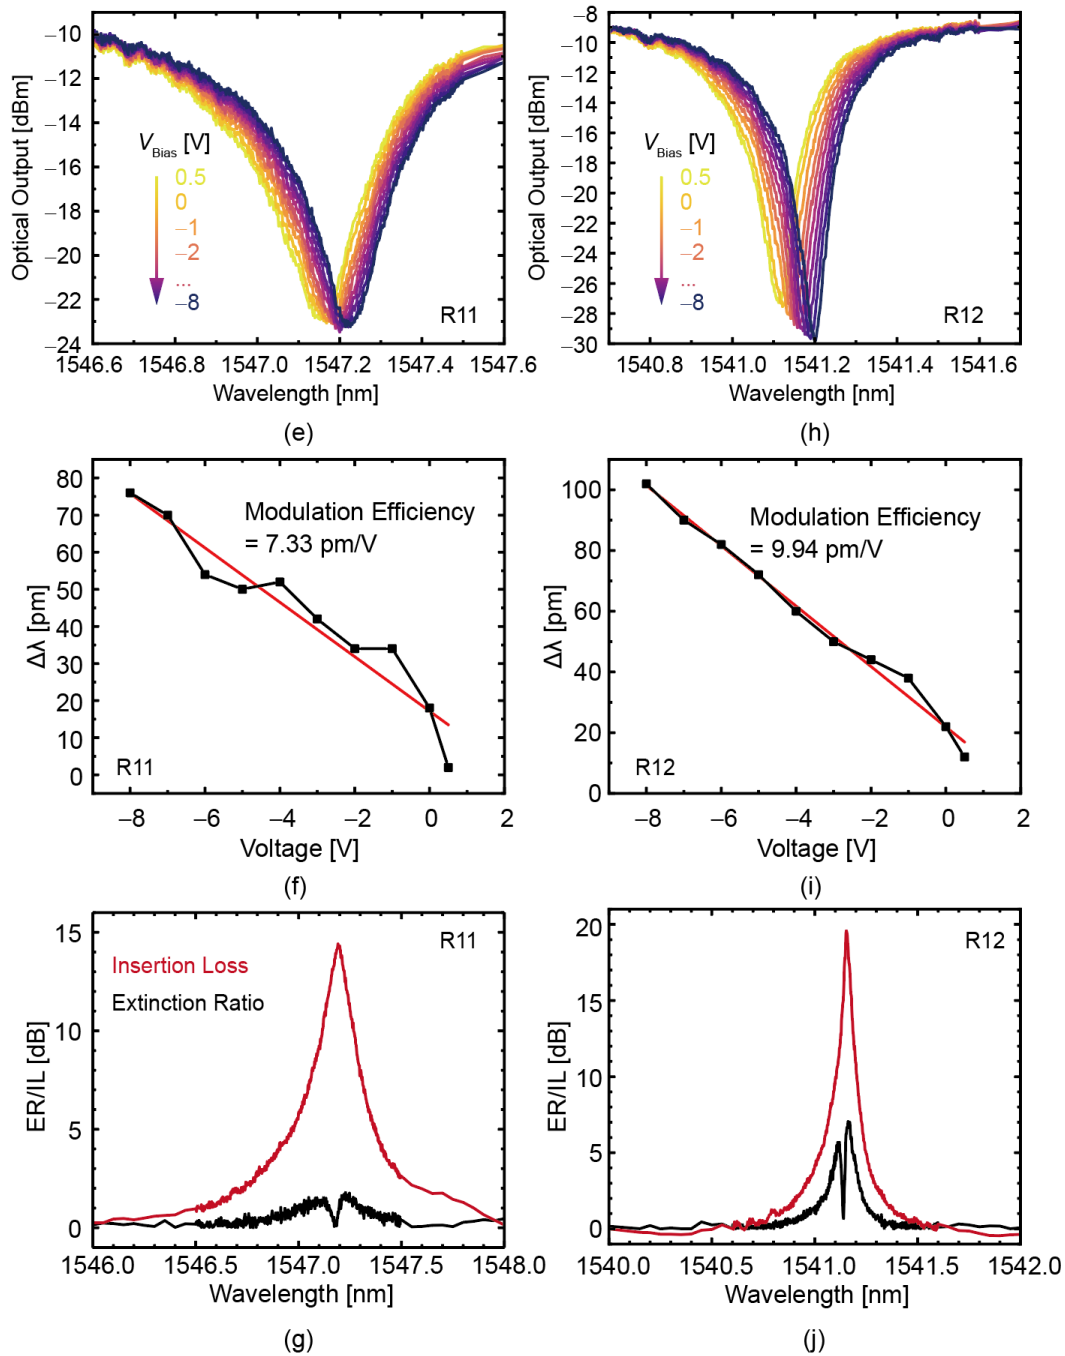 −10
−12
−14
−16
−18
−20
−22
−24
Optical Output [dBm]
V_Bias [V]
0.5
0
−1
−2
...
−8
R11
1546.6 1546.8 1547.0 1547.2 1547.4 1547.6
Wavelength [nm]
(e)
−8
−10
−12
−14
−16
−18
−20
−22
−24
−26
−28
−30
Optical Output [dBm]
V_Bias [V]
0.5
0
−1
−2
...
−8
R12
1540.8 1541.0 1541.2 1541.4 1541.6
Wavelength [nm]
(h)
80
70
60
50
40
30
20
10
0
Δλ [pm]
Modulation Efficiency
= 7.33 pm/V
R11
−8 −6 −4 −2 0 2
Voltage [V]
(f)
100
80
60
40
20
0
Δλ [pm]
Modulation Efficiency
= 9.94 pm/V
R12
−8 −6 −4 −2 0 2
Voltage [V]
(i)
15
10
5
0
ER/IL [dB]
R11
Insertion Loss
Extinction Ratio
1546.0 1546.5 1547.0 1547.5 1548.0
Wavelength [nm]
(g)
20
15
10
5
0
ER/IL [dB]
R12
1540.0 1540.5 1541.0 1541.5 1542.0
Wavelength [nm]
(j)